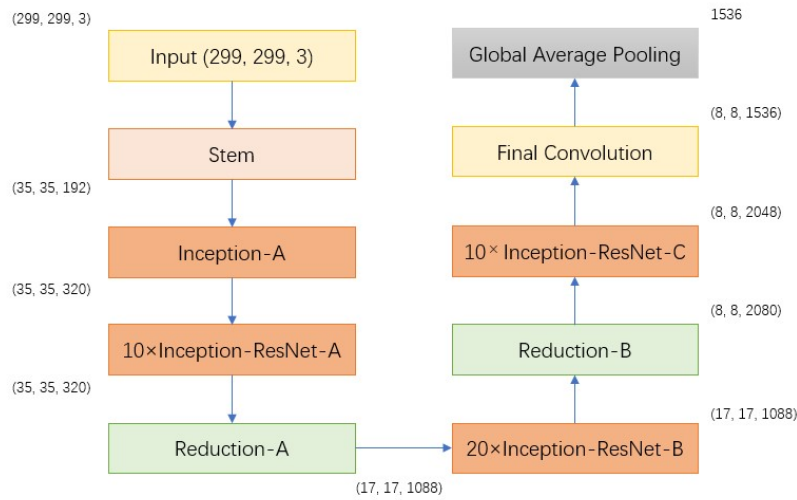 (299, 299, 3)
Input (299, 299, 3)
Stem
(35, 35, 192)
Inception-A
(35, 35, 320)
10×Inception-ResNet-A
(35, 35, 320)
Reduction-A
(17, 17, 1088)
20×Inception-ResNet-B
(17, 17, 1088)
Reduction-B
(8, 8, 2080)
10× Inception-ResNet-C
(8, 8, 2048)
Final Convolution
(8, 8, 1536)
Global Average Pooling
1536